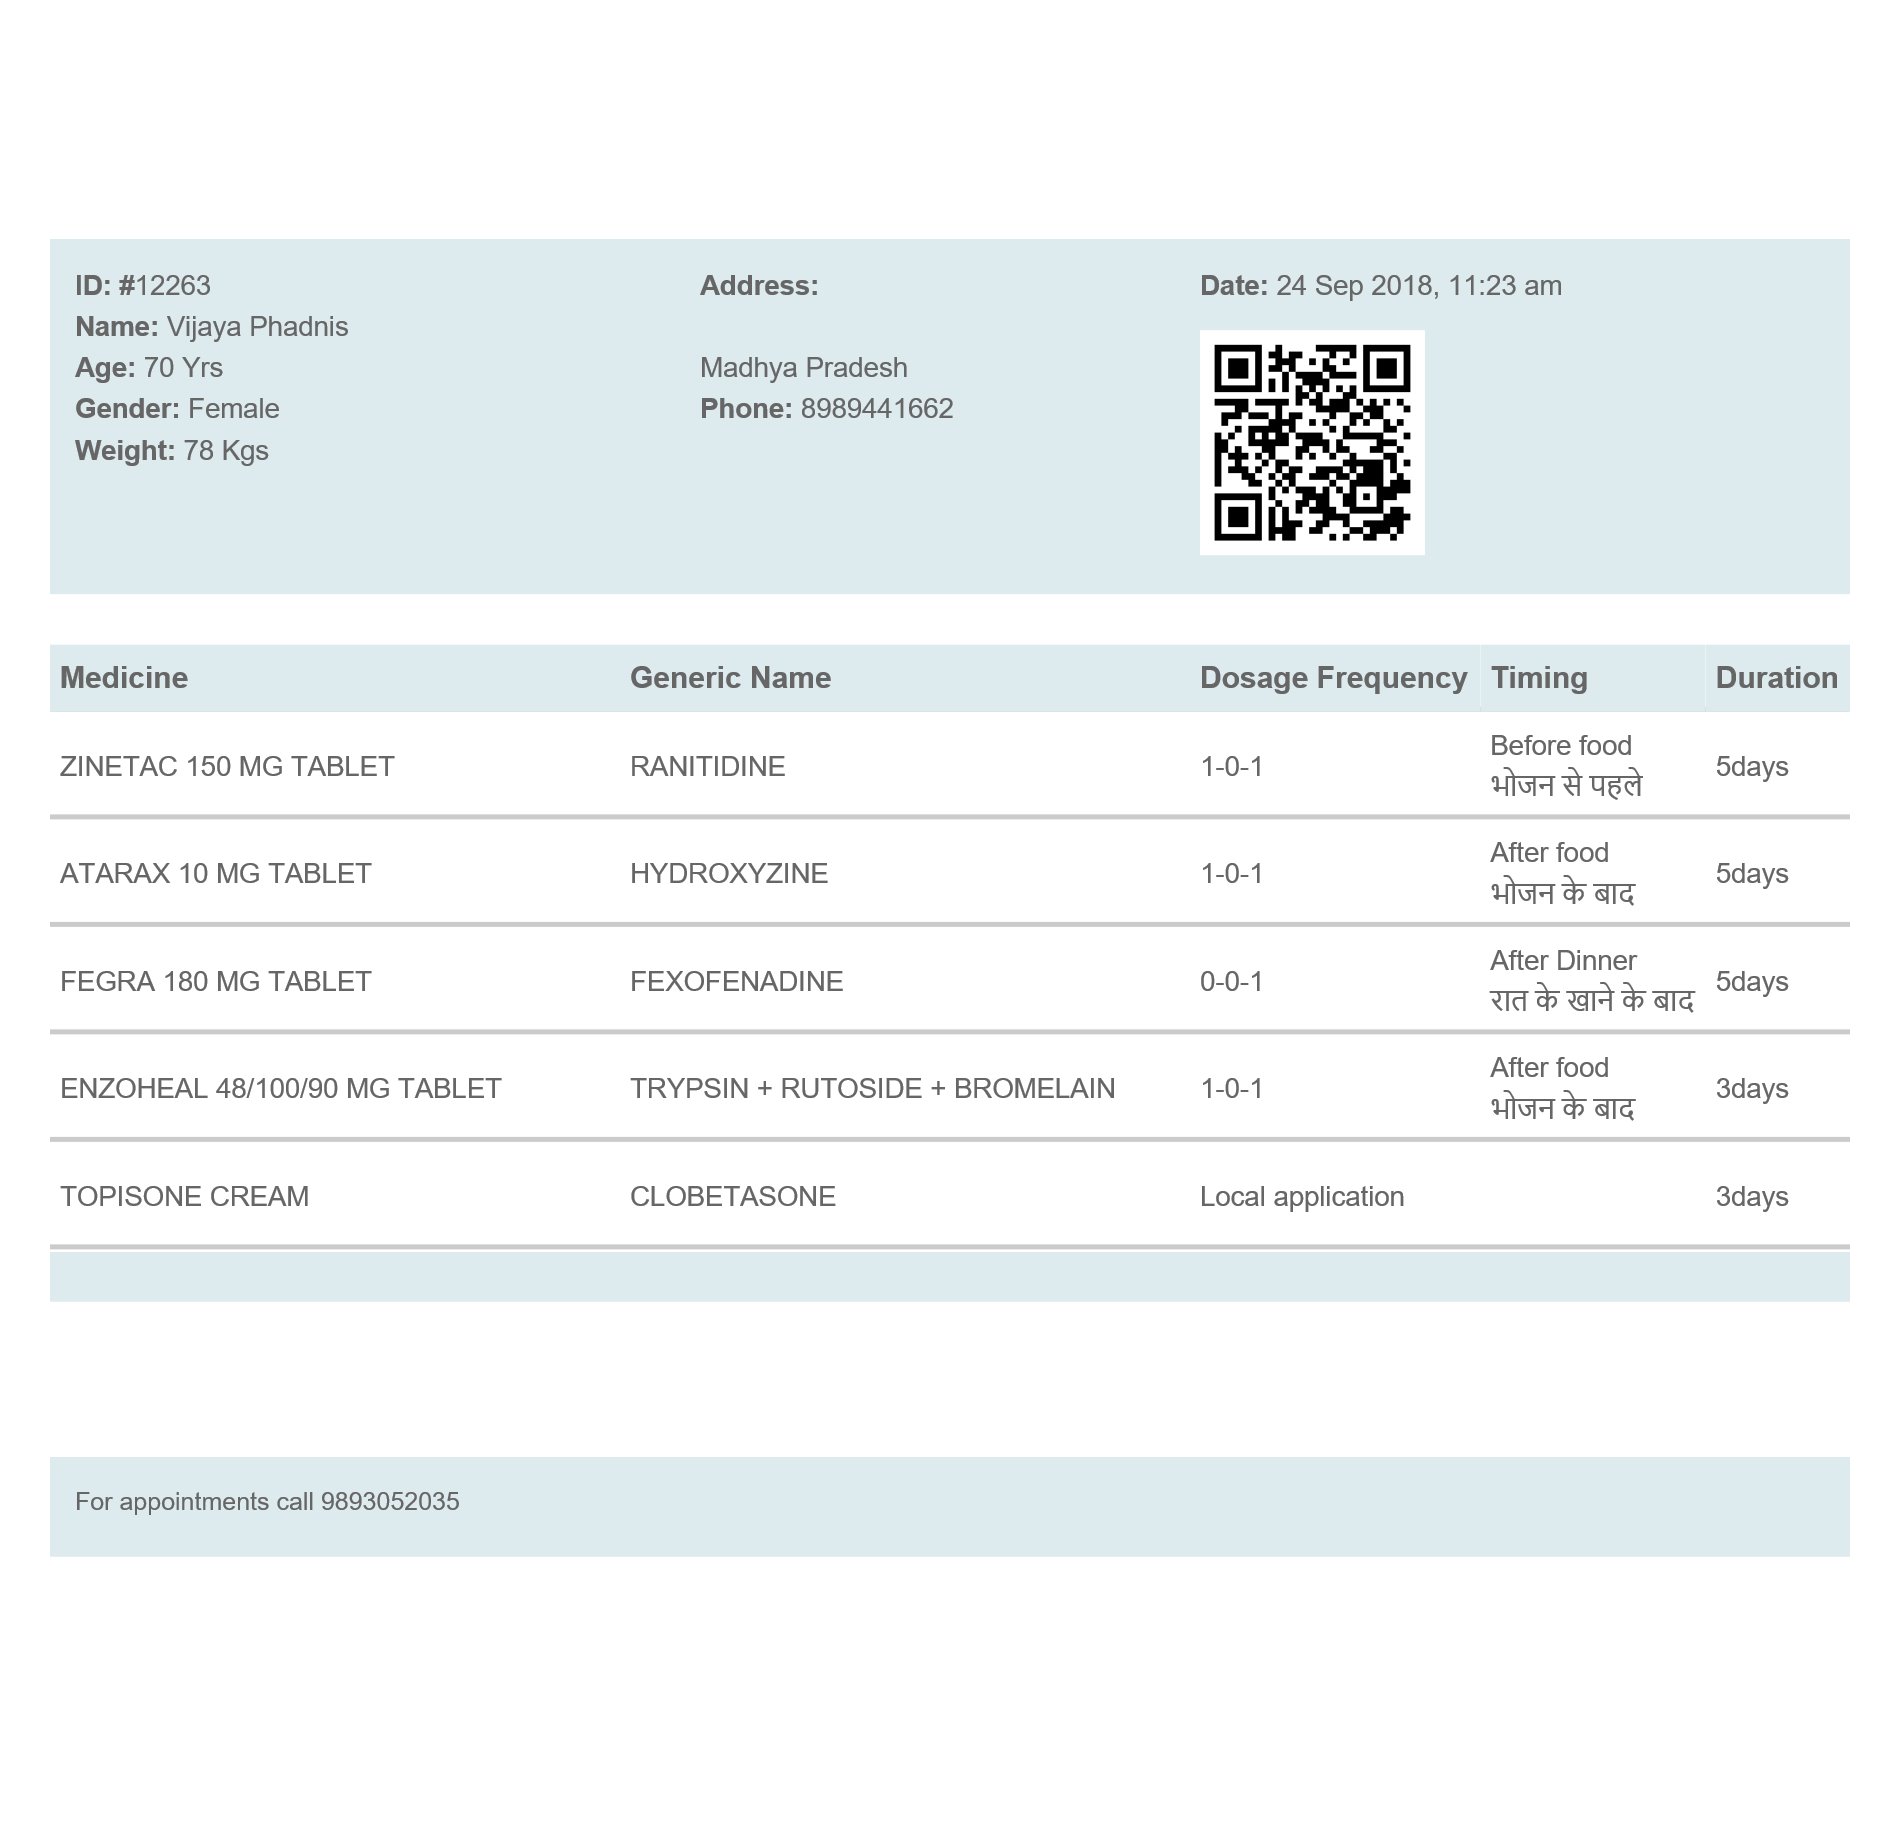 ID: #12263
Name: Vijaya Phadnis
Age: 70 Yrs
Gender: Female
Weight: 78 Kgs
Address:
Madhya Pradesh
Phone: 8989441662
Date: 24 Sep 2018, 11:23 am
Medicine Generic Name Dosage Frequency Timing Duration
ZINETAC 150 MG TABLET RANITIDINE 1-0-1 Before food 5days
भोजन से पहले
ATARAX 10 MG TABLET HYDROXYZINE 1-0-1 After food 5days
भोजन के बाद
FEGRA 180 MG TABLET FEXOFENADINE 0-0-1 After Dinner 5days
रात के खाने के बाद
ENZOHEAL 48/100/90 MG TABLET TRYPSIN + RUTOSIDE + BROMELAIN 1-0-1 After food 3days
भोजन के बाद
TOPISONE CREAM CLOBETASONE Local application 3days
For appointments call 9893052035